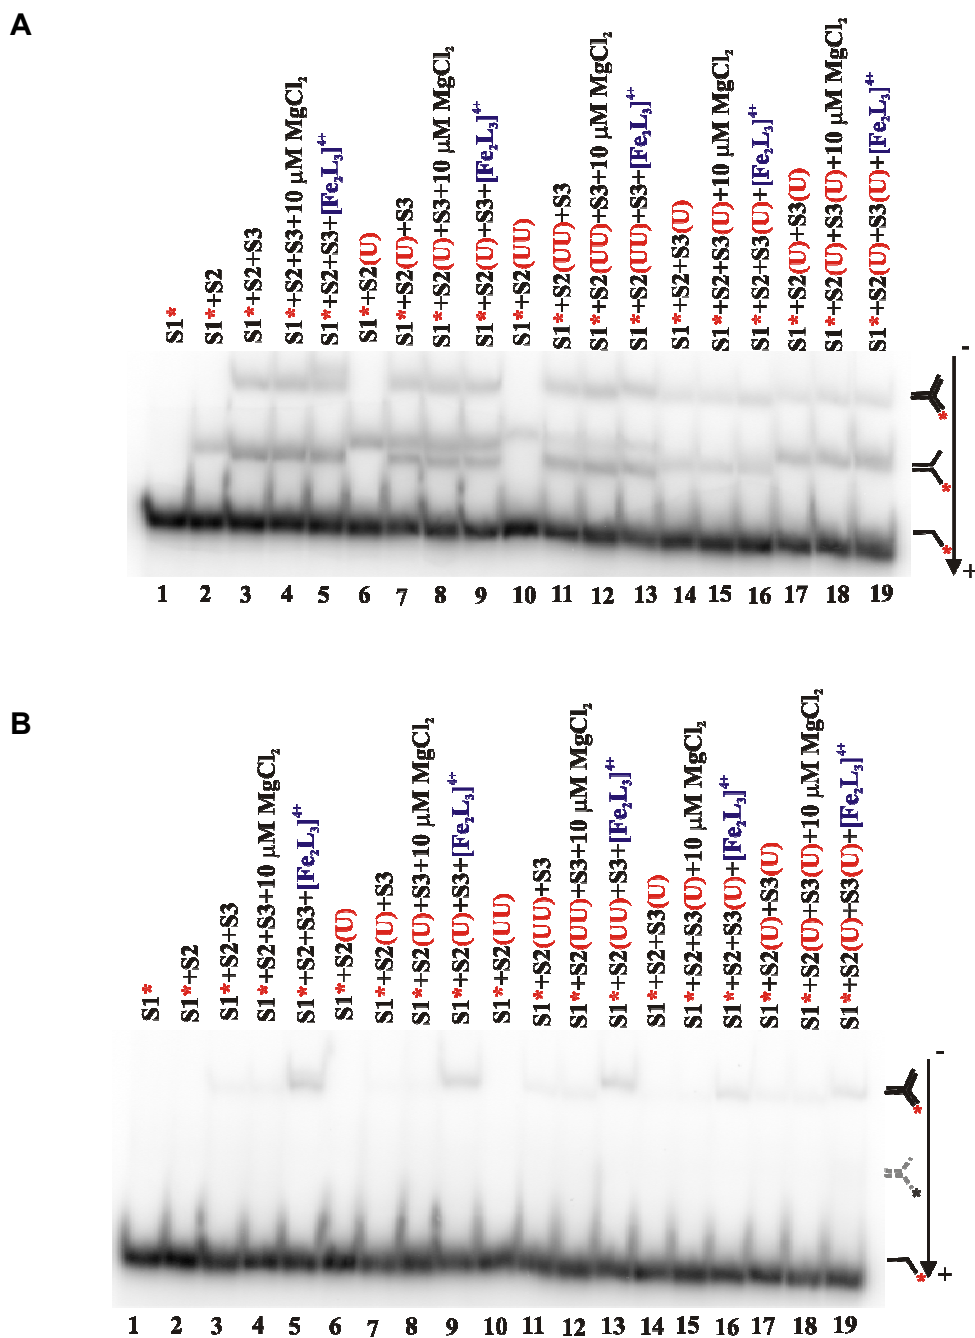 A
S1*
S1*+S2
S1*+S2+S3
S1*+S2+S3+10 μM MgCl₂
S1*+S2+S3+[Fe₂L₃]⁴⁺
S1*+S2(U)
S1*+S2(U)+S3
S1*+S2(U)+S3+10 μM MgCl₂
S1*+S2(U)+S3+[Fe₂L₃]⁴⁺
S1*+S2(UU)
S1*+S2(UU)+S3
S1*+S2(UU)+S3+10 μM MgCl₂
S1*+S2(UU)+S3+[Fe₂L₃]⁴⁺
S1*+S2+S3(U)
S1*+S2+S3(U)+10 μM MgCl₂
S1*+S2+S3(U)+[Fe₂L₃]⁴⁺
S1*+S2(U)+S3(U)
S1*+S2(U)+S3(U)+10 μM MgCl₂
S1*+S2(U)+S3(U)+[Fe₂L₃]⁴⁺
-
*
*
*
+
1 2 3 4 5 6 7 8 9 10 11 12 13 14 15 16 17 18 19
B
S1*
S1*+S2
S1*+S2+S3
S1*+S2+S3+10 μM MgCl₂
S1*+S2+S3+[Fe₂L₃]⁴⁺
S1*+S2(U)
S1*+S2(U)+S3
S1*+S2(U)+S3+10 μM MgCl₂
S1*+S2(U)+S3+[Fe₂L₃]⁴⁺
S1*+S2(UU)
S1*+S2(UU)+S3
S1*+S2(UU)+S3+10 μM MgCl₂
S1*+S2(UU)+S3+[Fe₂L₃]⁴⁺
S1*+S2+S3(U)
S1*+S2+S3(U)+10 μM MgCl₂
S1*+S2+S3(U)+[Fe₂L₃]⁴⁺
S1*+S2(U)+S3(U)
S1*+S2(U)+S3(U)+10 μM MgCl₂
S1*+S2(U)+S3(U)+[Fe₂L₃]⁴⁺
-
*
*
*
+
1 2 3 4 5 6 7 8 9 10 11 12 13 14 15 16 17 18 19